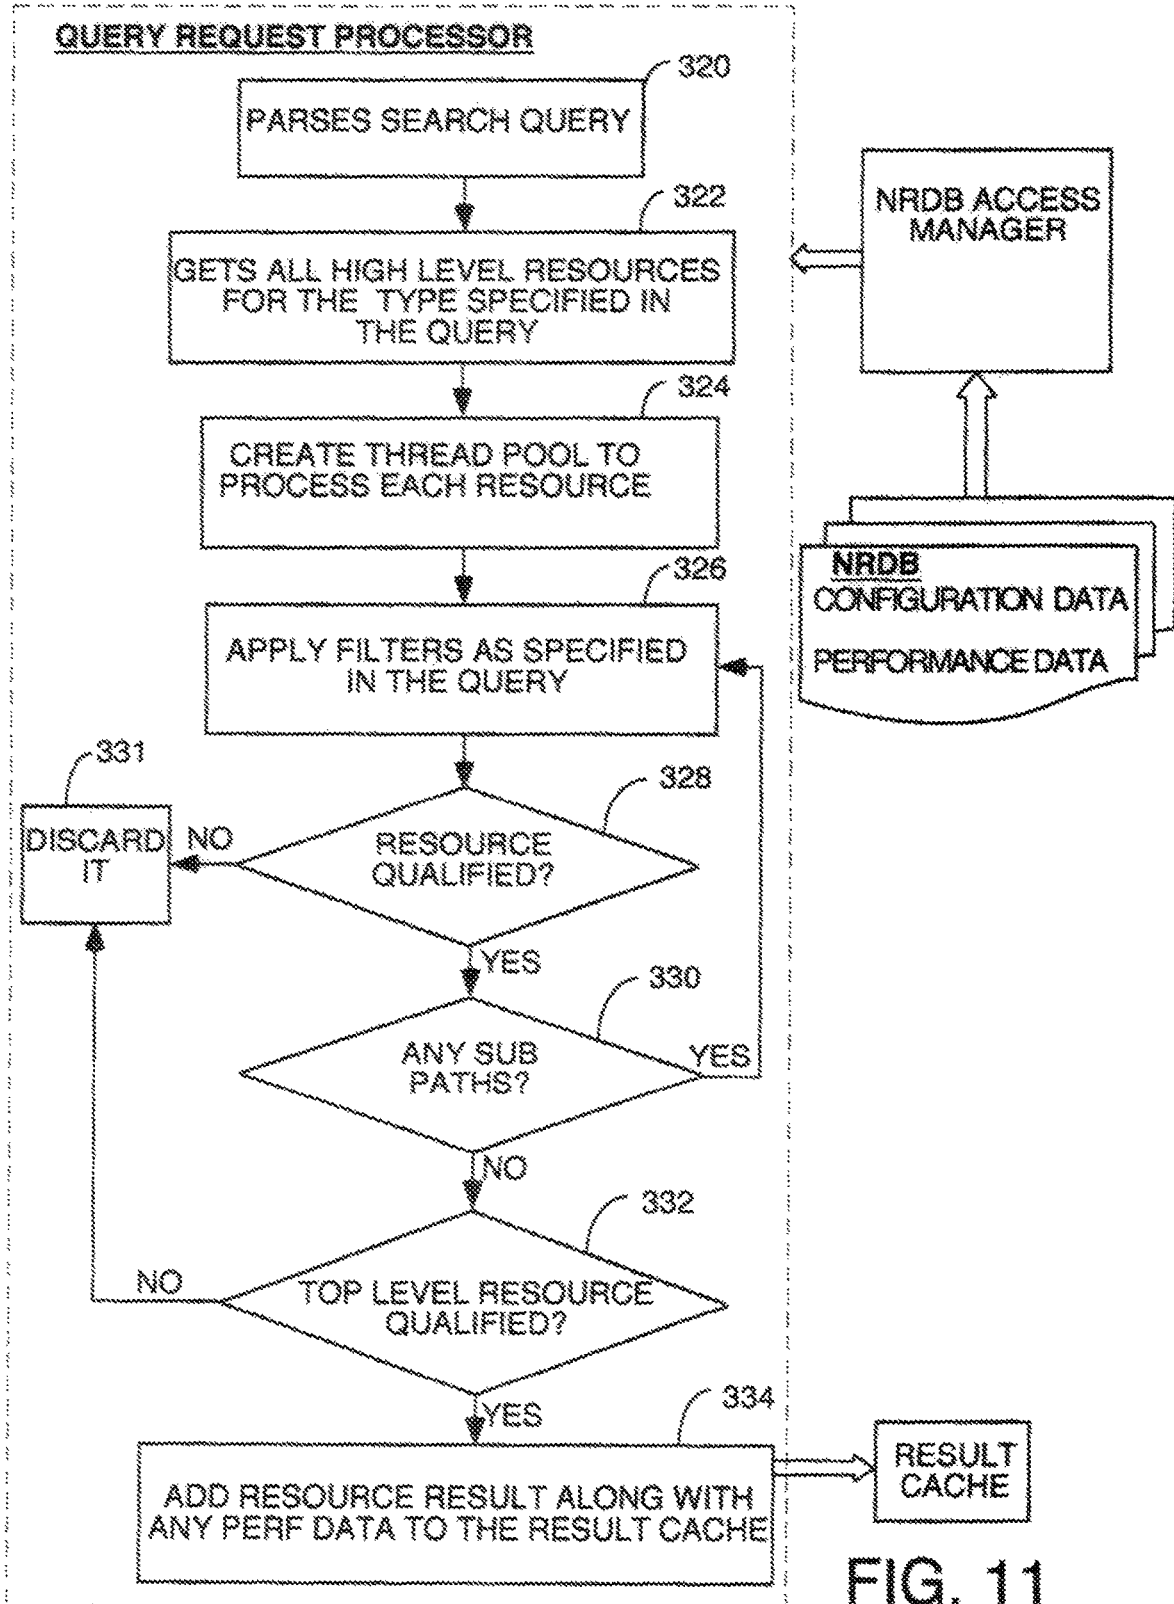 QUERY REQUEST PROCESSOR
320
PARSES SEARCH QUERY
322
GETS ALL HIGH LEVEL RESOURCES
FOR THE TYPE SPECIFIED IN
THE QUERY
NRDB ACCESS
MANAGER
324
CREATE THREAD POOL TO
PROCESS EACH RESOURCE
NRDB
CONFIGURATION DATA
PERFORMANCE DATA
326
APPLY FILTERS AS SPECIFIED
IN THE QUERY
331
DISCARD
IT
NO
328
RESOURCE
QUALIFIED?
YES
330
ANY SUB
PATHS?
YES
NO
332
TOP LEVEL RESOURCE
QUALIFIED?
NO
YES
334
ADD RESOURCE RESULT ALONG WITH
ANY PERF DATA TO THE RESULT CACHE
RESULT
CACHE
FIG. 11